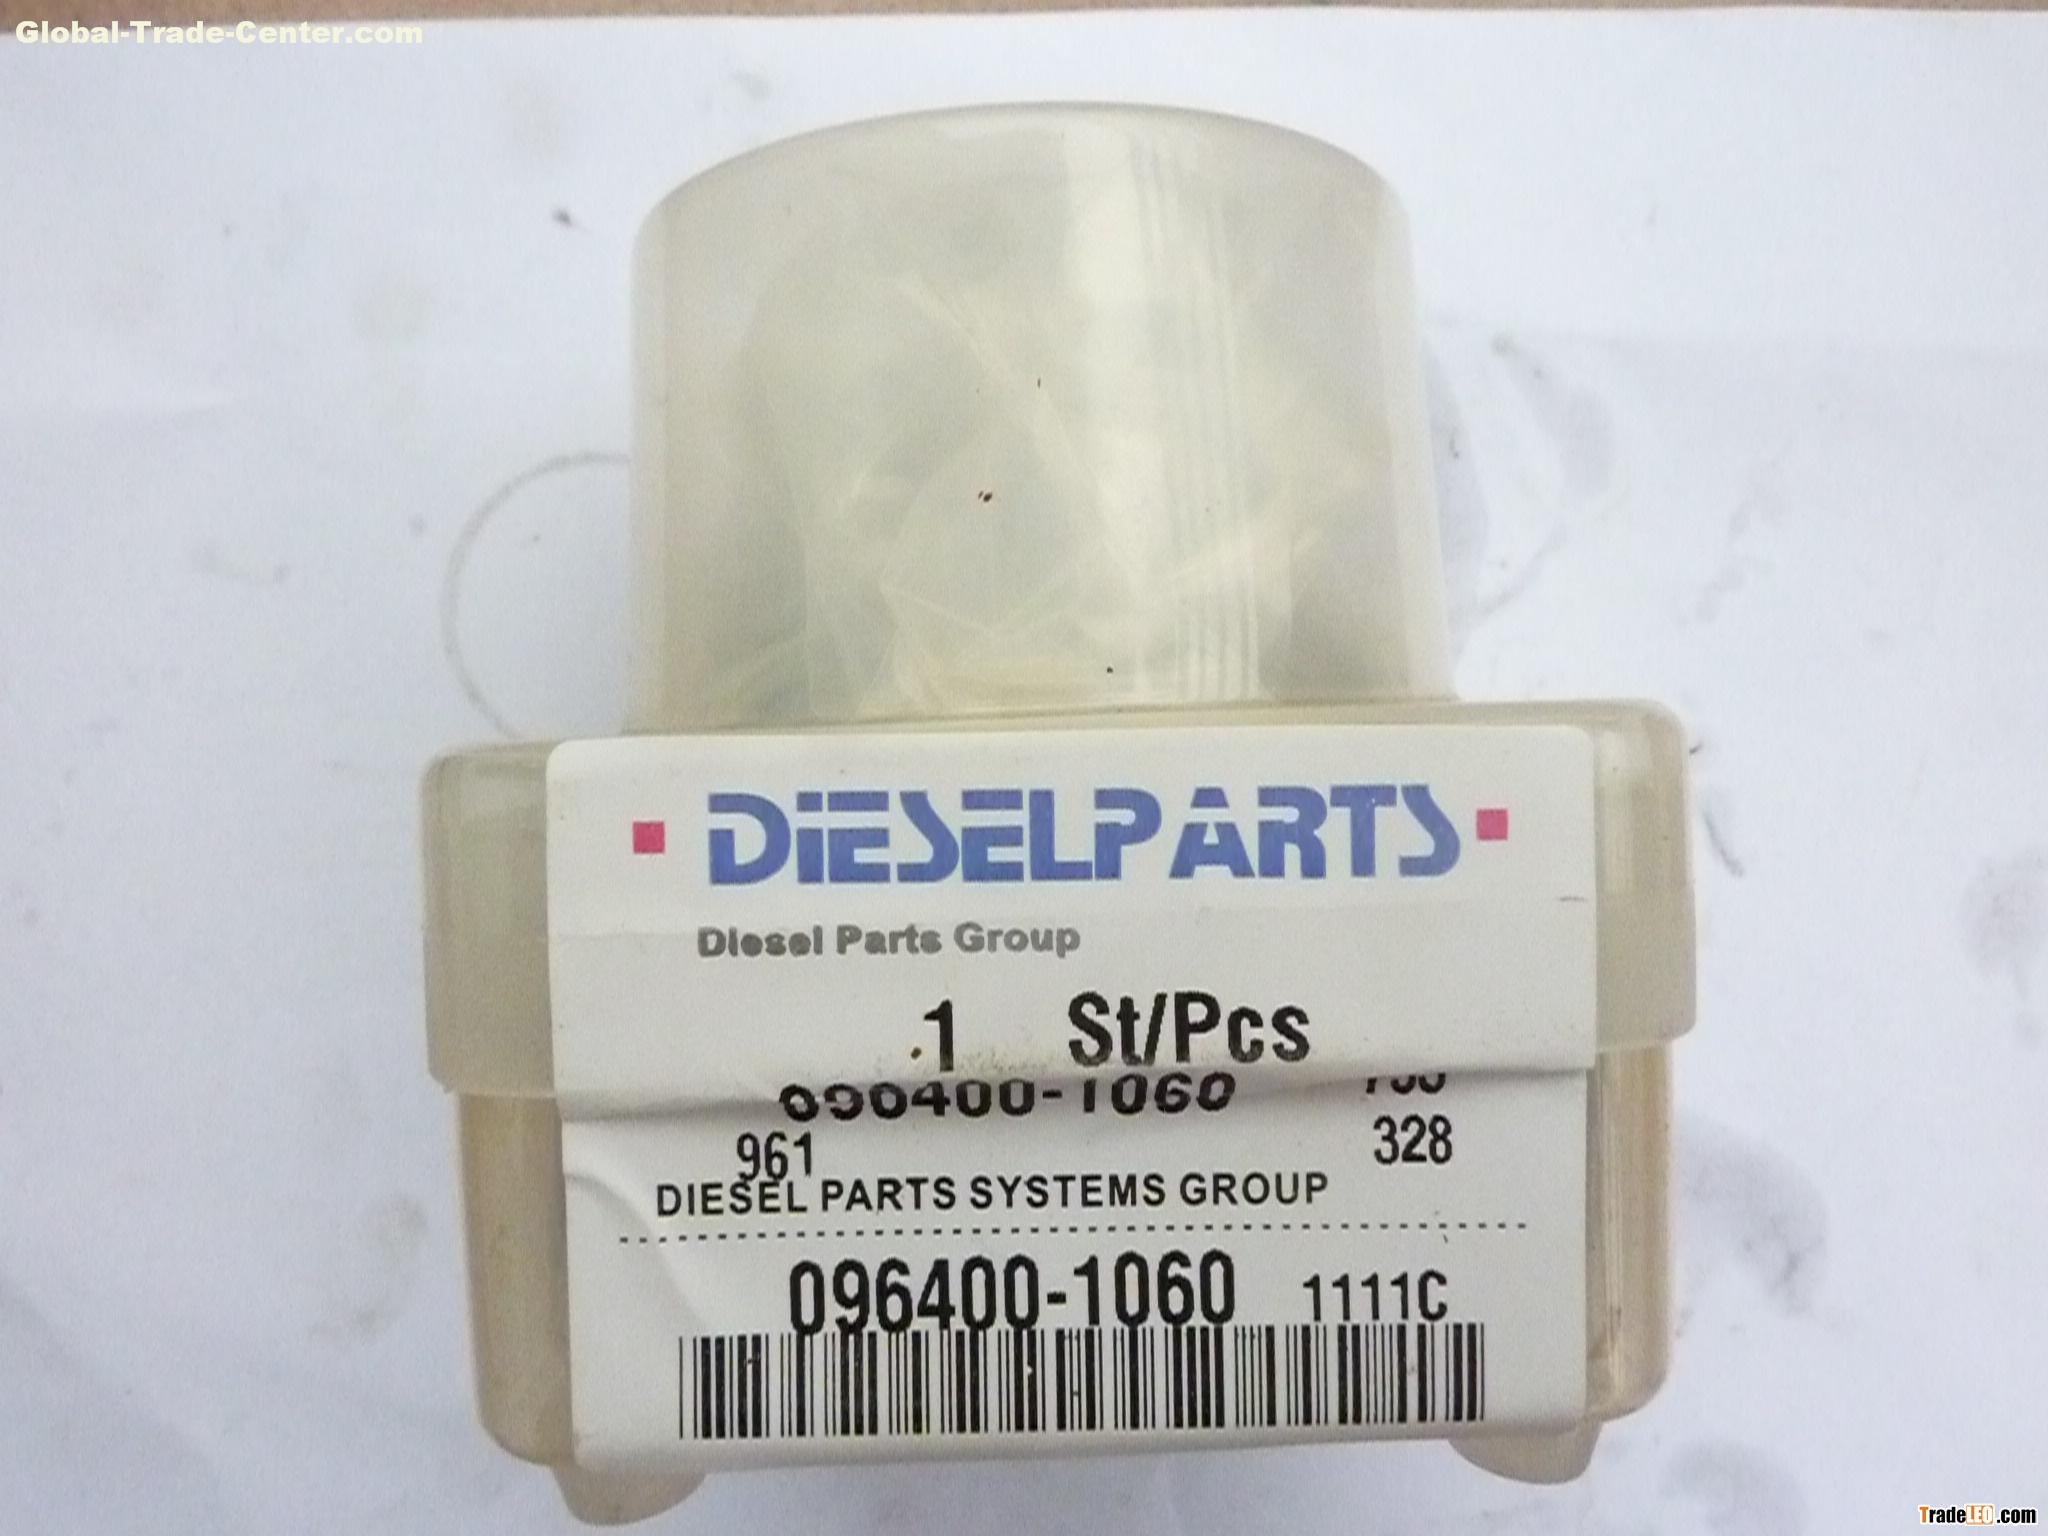 Global-Trade-Center.com
DIESELPARTS
Diesel Parts Group
1 St/Pcs
090400-1060
961 328
DIESEL PARTS SYSTEMS GROUP
096400-1060 1111C
TradeLEO.com